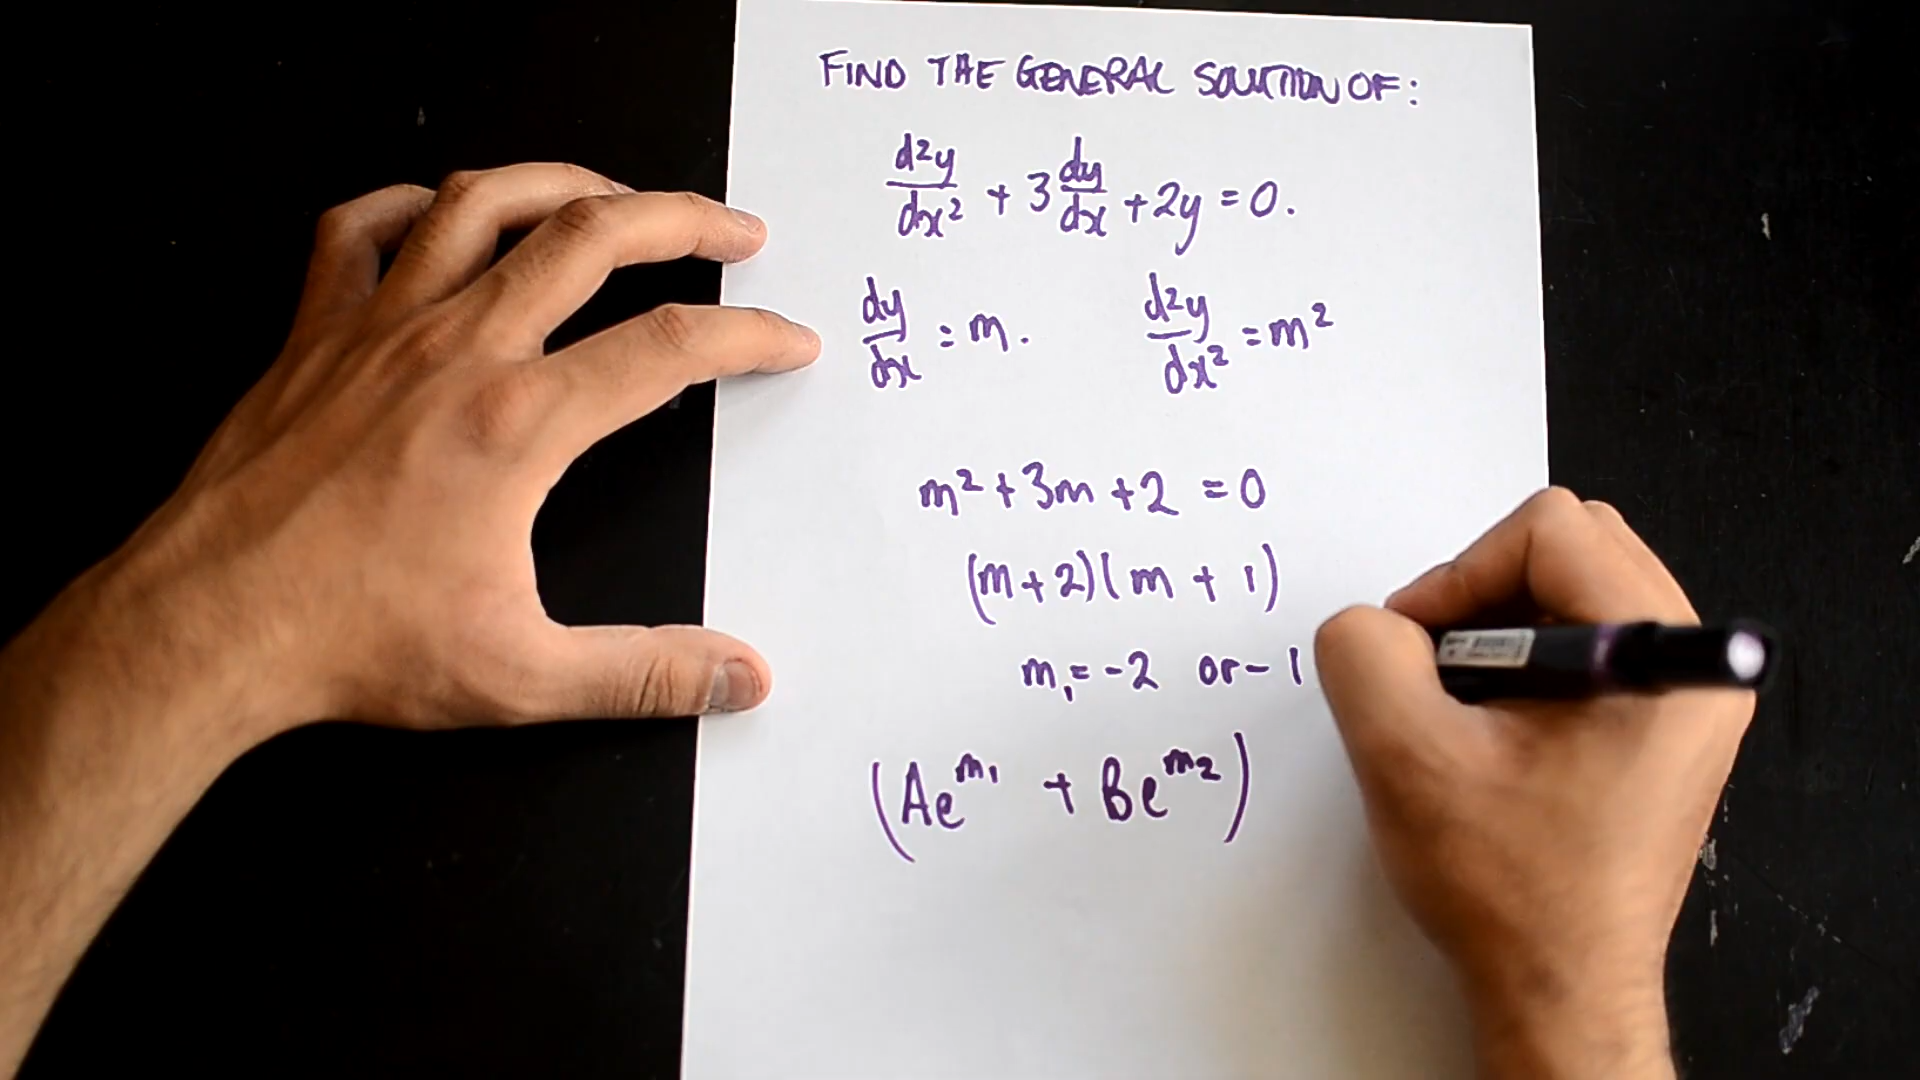 FIND THE GENERAL SOLUTION OF:
d²y/dx² + 3 dy/dx + 2y = 0.
dy/dx = m. d²y/dx² = m²
m² + 3m + 2 = 0
(m + 2)(m + 1)
m₁ = -2 or -1
(Ae^m₁ + Be^m₂)